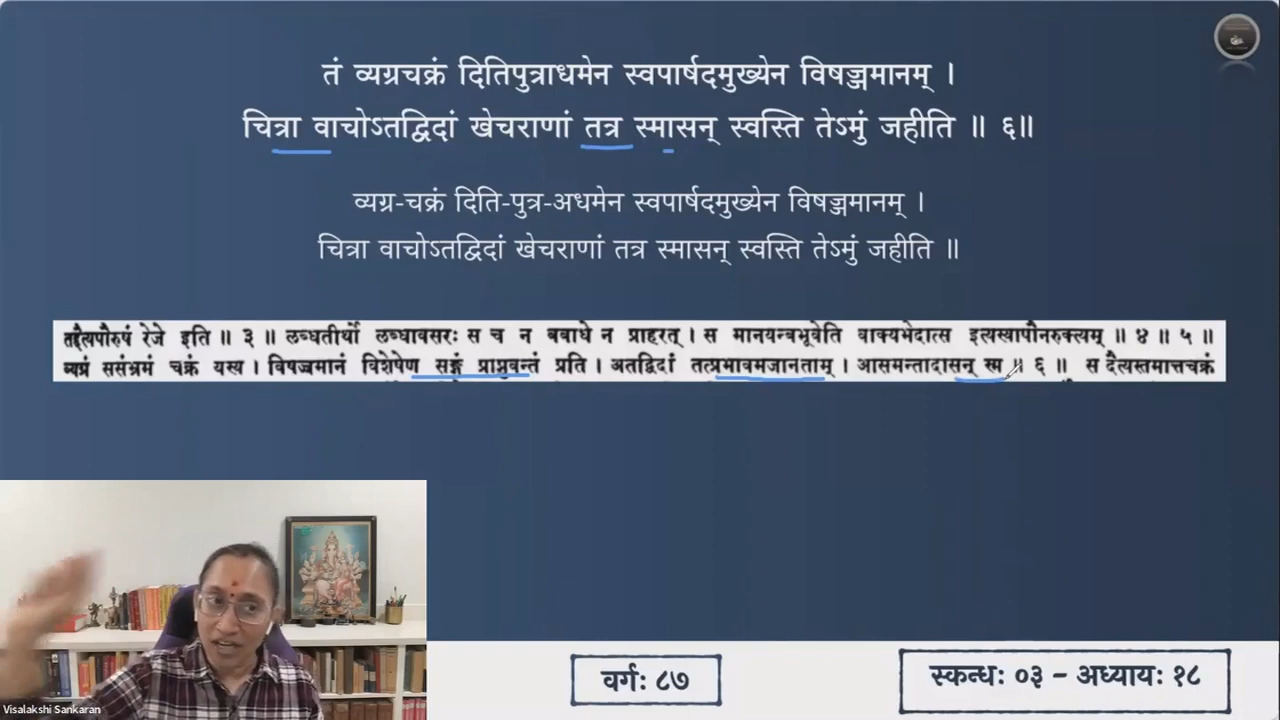 तं व्यग्रचक्रं दितिपुत्राधमेन स्वपार्षदमुख्येन विषज्जमानम् ।
चित्रा वाचोऽतद्विदां खेचराणां तत्र स्मासन् स्वस्ति तेऽमुं जहीति ॥ ६॥
व्यग्र-चक्रं दिति-पुत्र-अधमेन स्वपार्षदमुख्येन विषज्जमानम् ।
चित्रा वाचोऽतद्विदां खेचराणां तत्र स्मासन् स्वस्ति तेऽमुं जहीति ॥
तद्दैत्यपौरुषं रेजे इति ॥ ३ ॥ लब्धतीर्थो लब्धावसरः स च न बबाधे न प्राहरत् । स मानयन्वभूवेति वाक्यभेदात्स इत्यस्यापौनरुक्त्यम् ॥ ४ ॥ ५ ॥
व्यग्रं ससंभ्रमं चक्रं यस्य । विषज्जमानं विशेषेण सङ्गं प्राप्नुवन्तं प्रति । अतद्विदां तत्प्रभावमजानताम् । आसमन्तादासन् स्म ॥ ६ ॥ स दैत्यस्तमात्तचक्रं
Visalakshi Sankaran
वर्गः ८७
स्कन्धः ०३ – अध्यायः १८